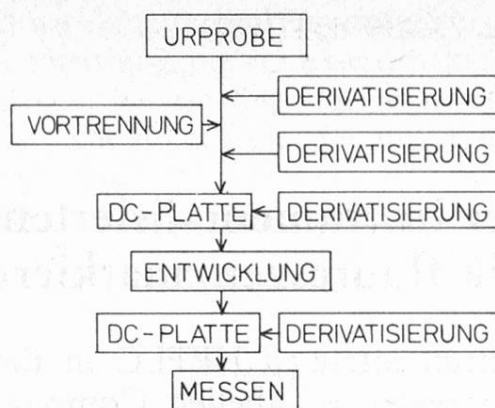 URPROBE
DERIVATISIERUNG
VORTRENNUNG
DERIVATISIERUNG
DC-PLATTE
DERIVATISIERUNG
ENTWICKLUNG
DC-PLATTE
DERIVATISIERUNG
MESSEN